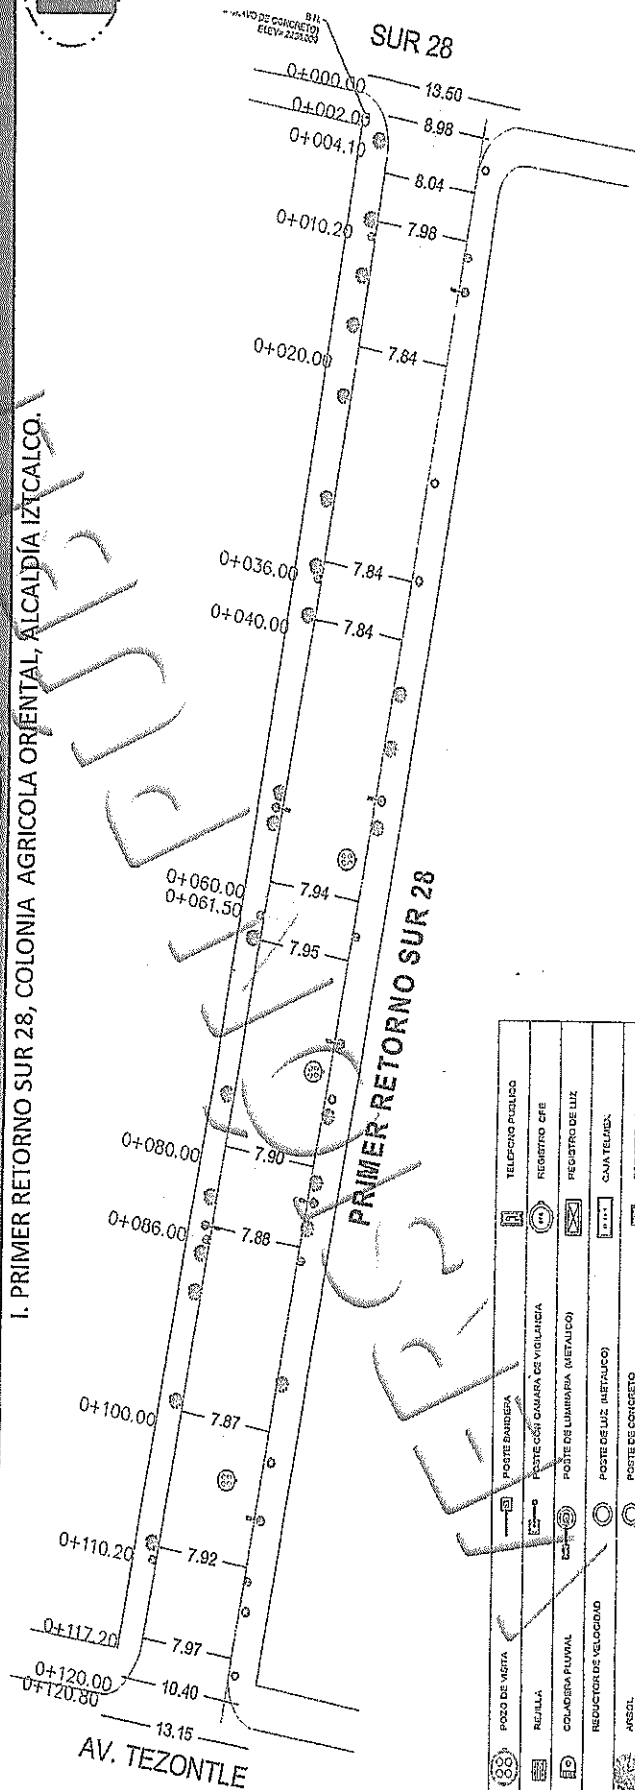 B.N.
ELEV=
SUR 28
0+000.00
13.50
0+002.00
8.98
0+004.10
8.04
0+010.20
7.98
0+020.00
7.84
0+036.00
7.84
0+040.00
7.84
I. PRIMER RETORNO SUR 28, COLONIA AGRICOLA ORIENTAL, ALCALDÍA IZTCALCO.
0+060.00
7.94
0+061.50
7.95
PRIMER RETORNO SUR 28
0+080.00
7.90
0+086.00
7.88
0+100.00
7.87
0+110.20
7.92
0+117.20
7.97
0+120.00
10.40
0+120.80
13.15
AV. TEZONTLE
VERSIÓN PÚBLICA
POZO DE VISITA
POSTE BANDERA
TELEFONO PUBLICO
REJILLA
POSTE CON CAMARA DE VIGILANCIA
REGISTRO CFE
COLADERA PLUVIAL
POSTE DE LUMINARIA (METALICO)
REGISTRO DE LUZ
REDUCTOR DE VELOCIDAD
POSTE DE LUZ (METALICO)
CAJA TELMEX
ARBOL
POSTE DE CONCRETO